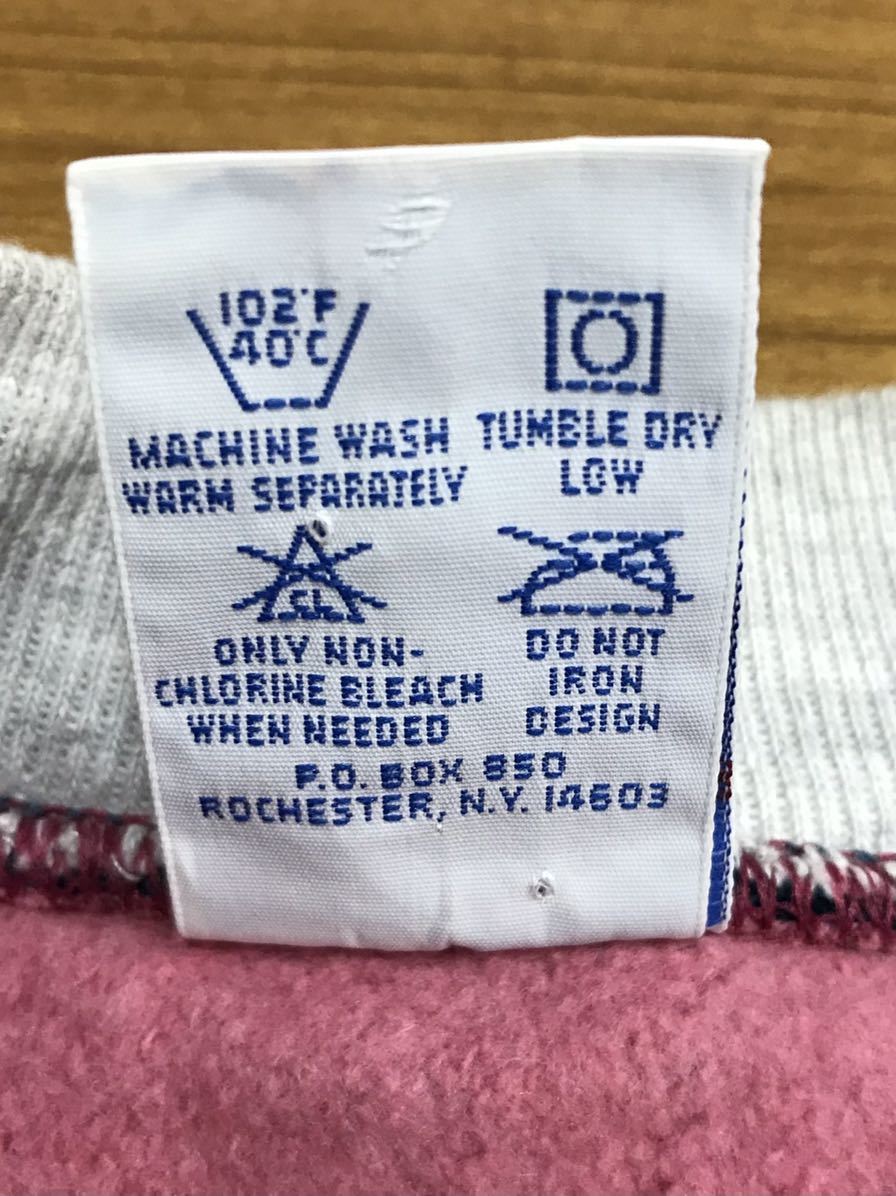 102°F
40°C
MACHINE WASH
WARM SEPARATELY
TUMBLE DRY
LOW
CL
ONLY NON-
CHLORINE BLEACH
WHEN NEEDED
DO NOT
IRON
DESIGN
P.O. BOX 850
ROCHESTER, N.Y. 14603